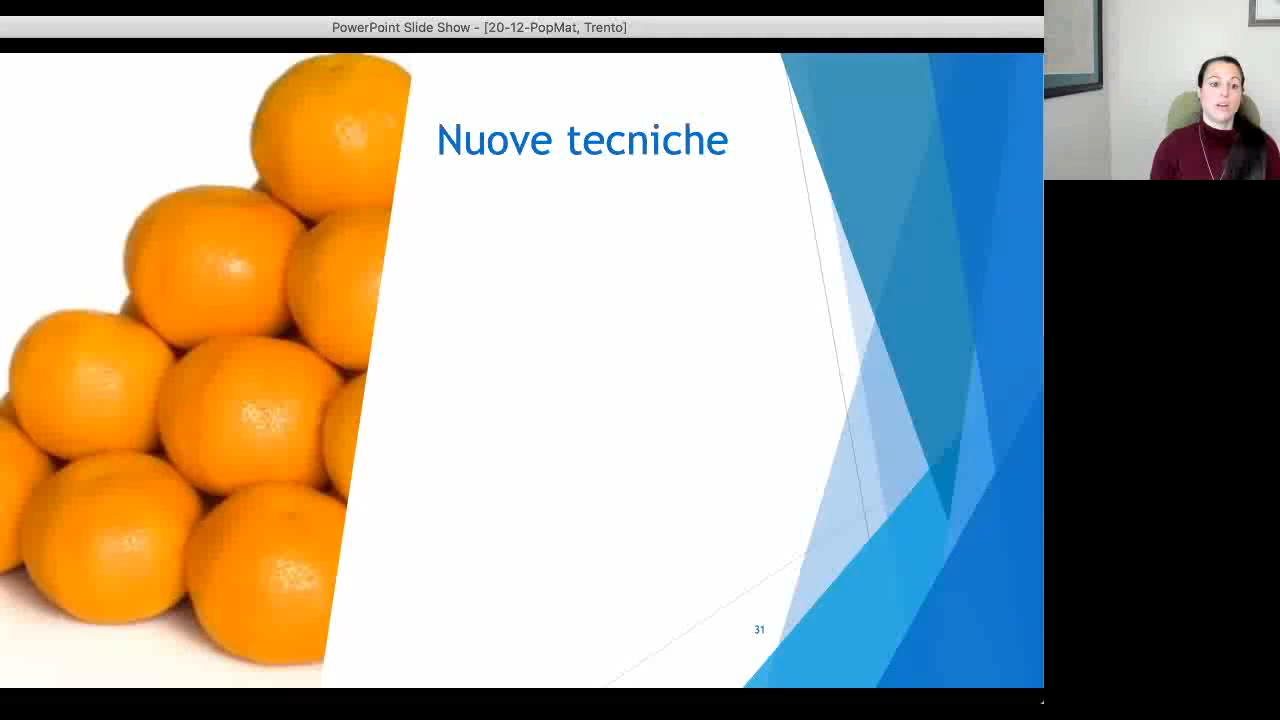 PowerPoint Slide Show - [20-12-PopMat, Trento]
Nuove tecniche
31